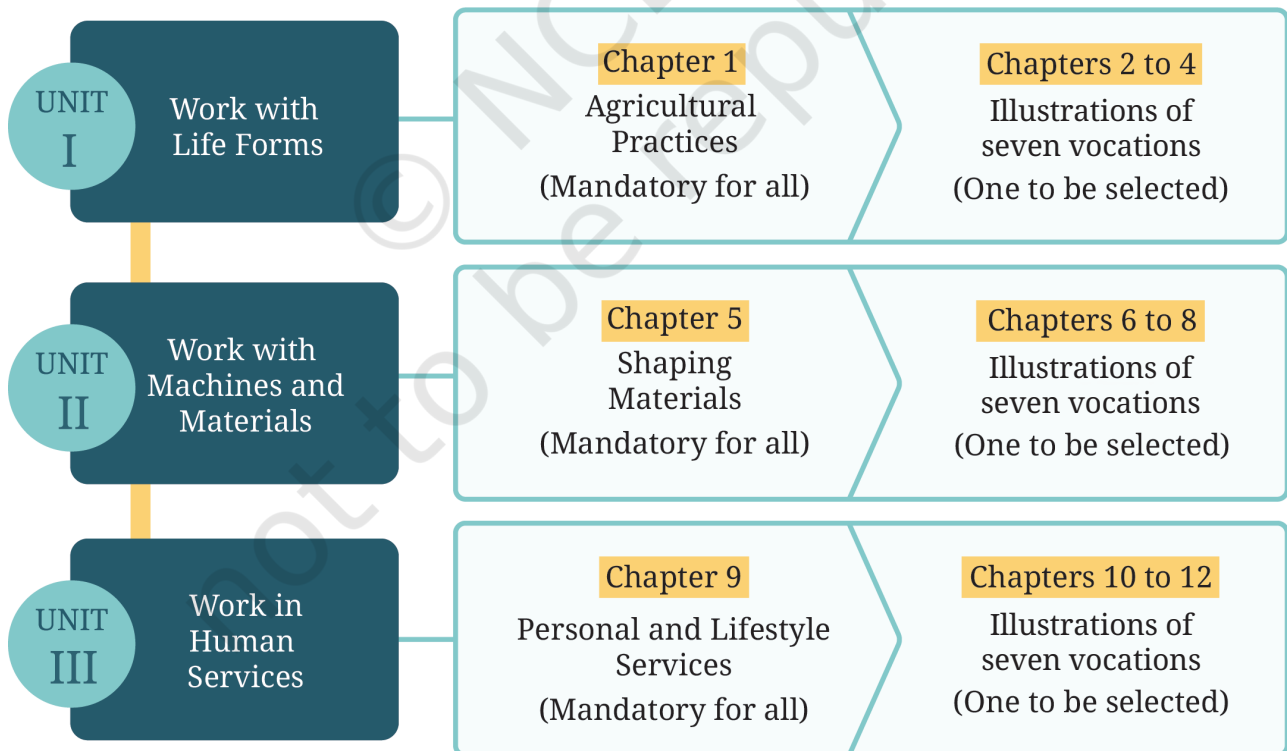 UNIT
I
Work with
Life Forms
Chapter 1
Agricultural
Practices
(Mandatory for all)
Chapters 2 to 4
Illustrations of
seven vocations
(One to be selected)
UNIT
II
Work with
Machines and
Materials
Chapter 5
Shaping
Materials
(Mandatory for all)
Chapters 6 to 8
Illustrations of
seven vocations
(One to be selected)
UNIT
III
Work in
Human
Services
Chapter 9
Personal and Lifestyle
Services
(Mandatory for all)
Chapters 10 to 12
Illustrations of
seven vocations
(One to be selected)
©
not to be